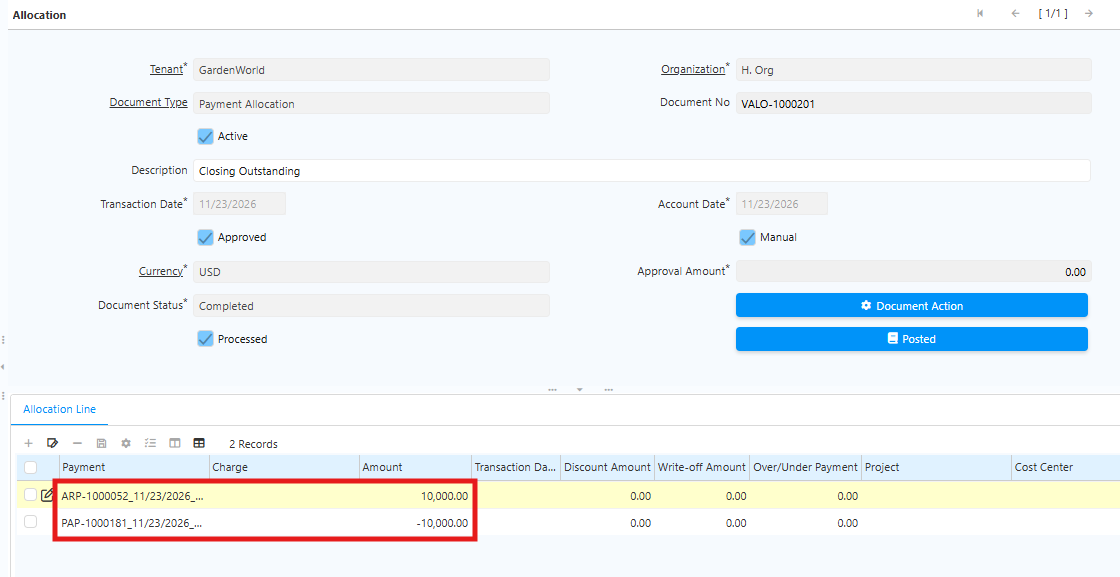 Allocation [ 1/1 ]
Tenant* GardenWorld Organization* H. Org
Document Type Payment Allocation Document No VALO-1000201
Active
Description Closing Outstanding
Transaction Date* 11/23/2026 Account Date* 11/23/2026
Approved Manual
Currency* USD Approval Amount* 0.00
Document Status* Completed Document Action
Processed Posted
Allocation Line
2 Records
Payment Charge Amount Transaction Da... Discount Amount Write-off Amount Over/Under Payment Project Cost Center
ARP-1000052_11/23/2026_... 10,000.00 0.00 0.00 0.00
PAP-1000181_11/23/2026_... -10,000.00 0.00 0.00 0.00